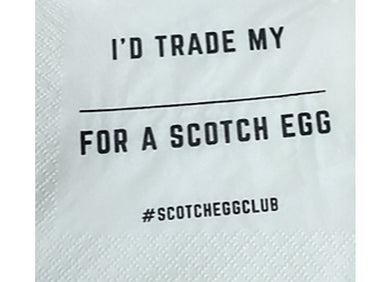 I'D TRADE MY
FOR A SCOTCH EGG
#SCOTCHEGGCLUB